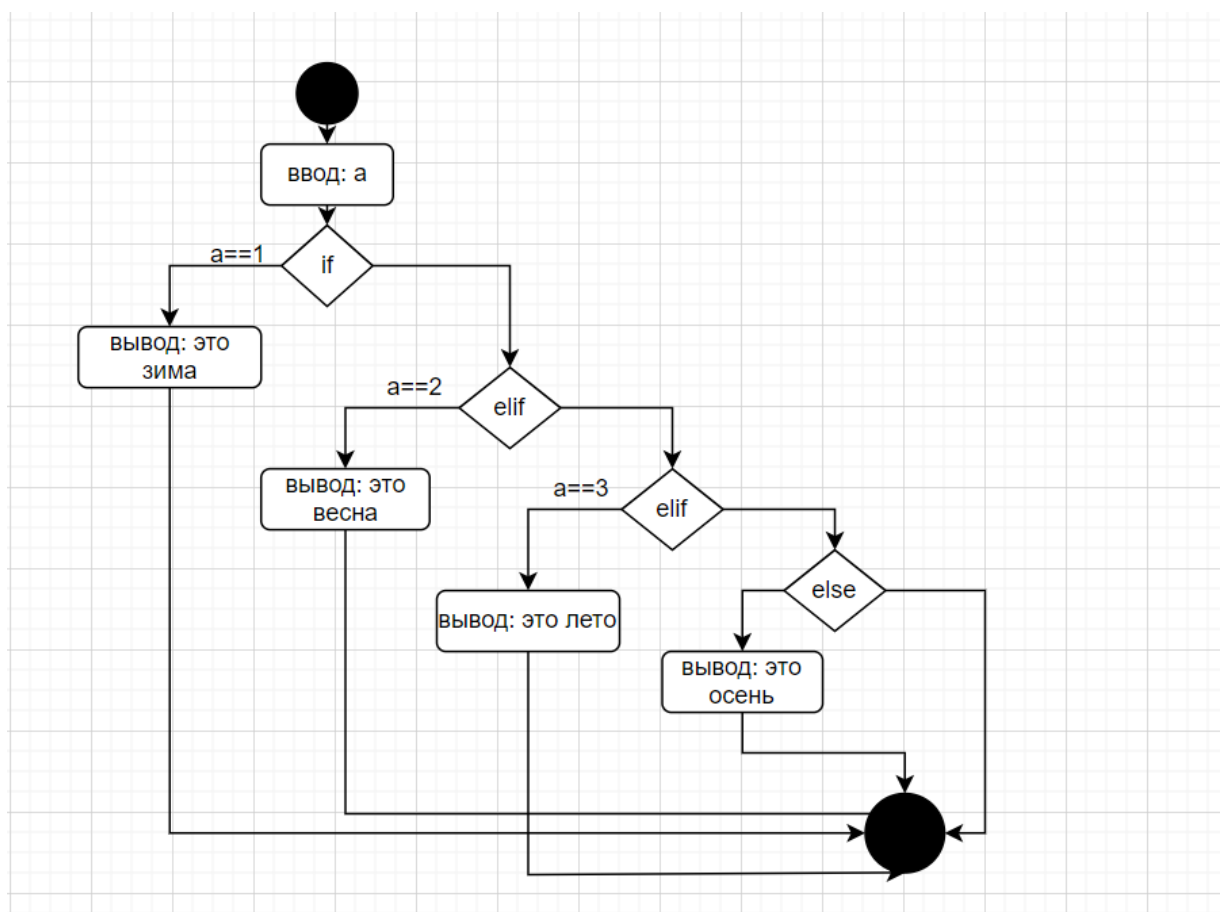 ввод: a
a==1
if
вывод: это
зима
a==2
elif
вывод: это
весна
a==3
elif
вывод: это лето
else
вывод: это
осень